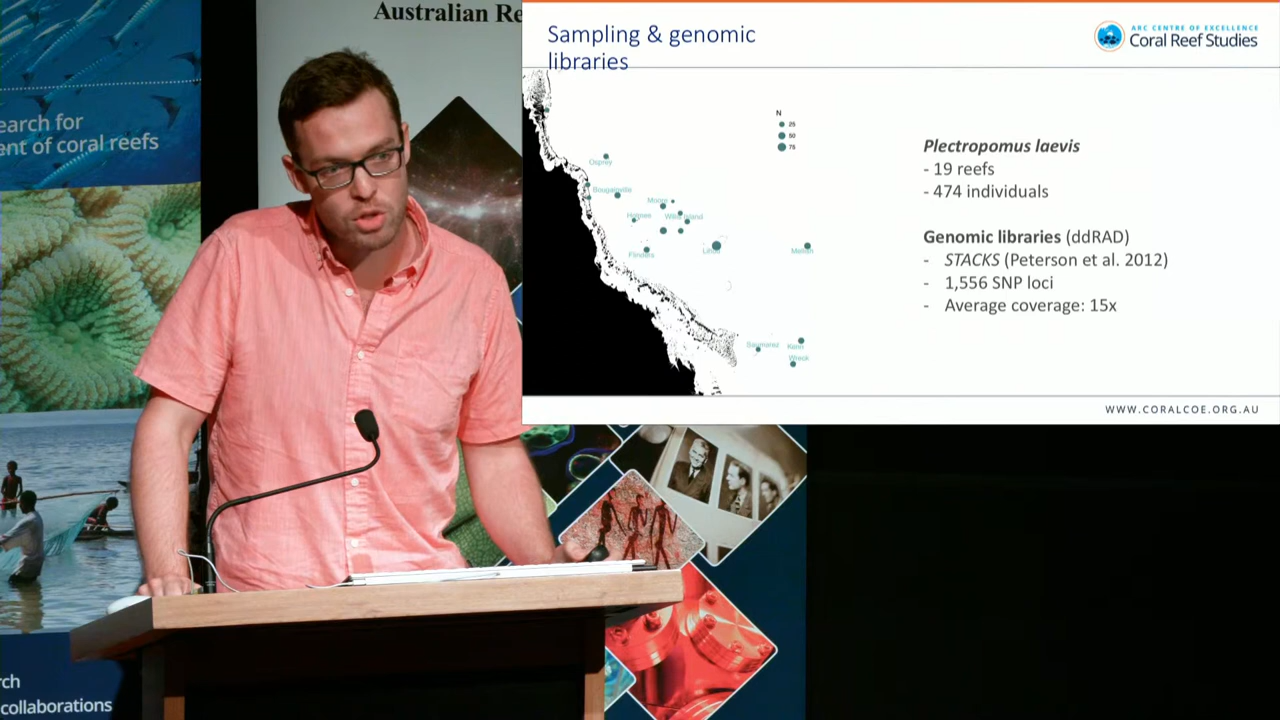 Australian Re
earch for
ent of coral reefs
rch
collaborations
Sampling & genomic
libraries
ARC CENTRE OF EXCELLENCE
Coral Reef Studies
N
25
50
75
Osprey
Bougainville
Moore
Holmes
Willis Island
Flinders
Lihou
Mellish
Saumarez
Kenn
Wreck
Plectropomus laevis
- 19 reefs
- 474 individuals
Genomic libraries (ddRAD)
- STACKS (Peterson et al. 2012)
- 1,556 SNP loci
- Average coverage: 15x
WWW.CORALCOE.ORG.AU